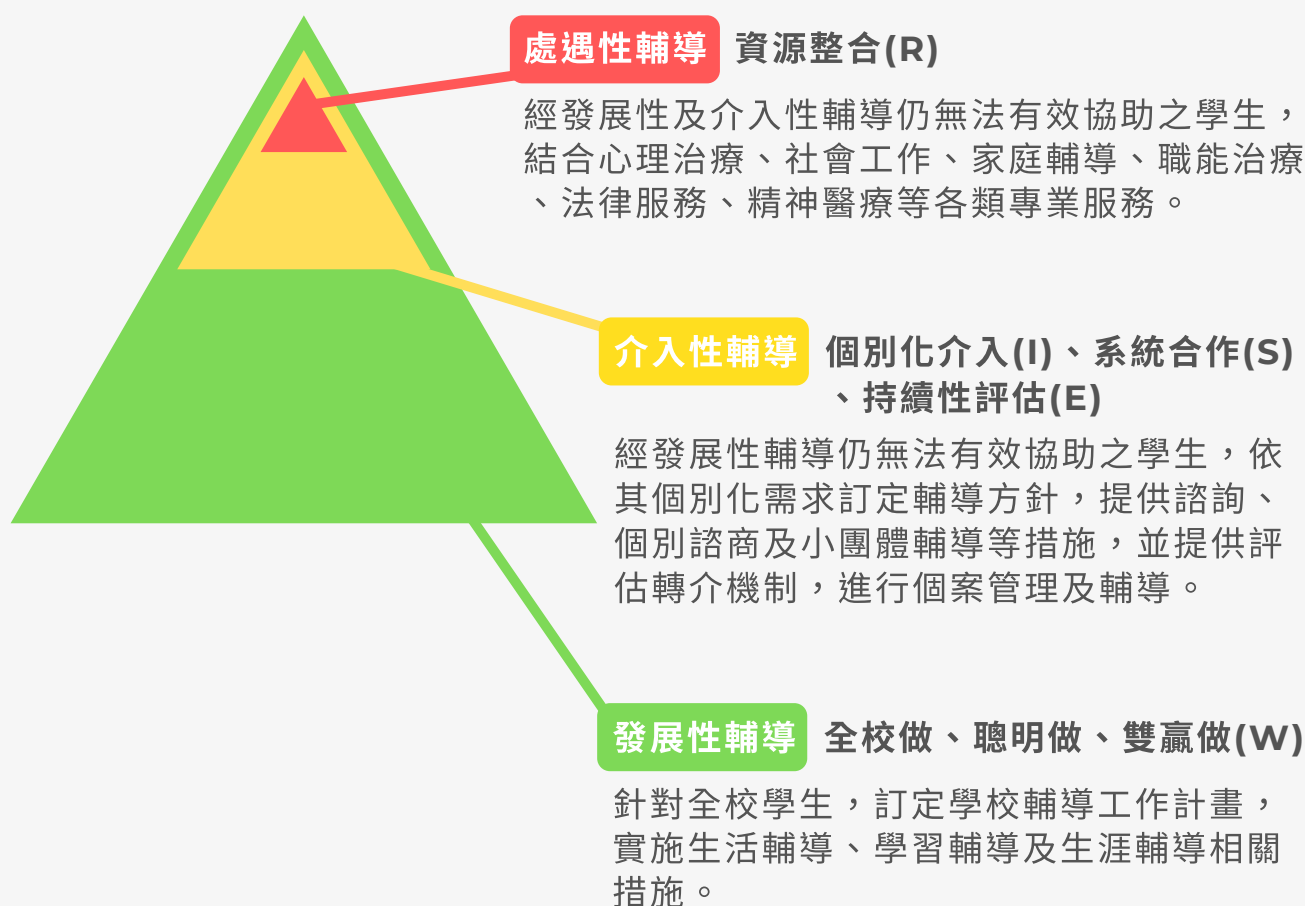 處遇性輔導 資源整合(R)
經發展性及介入性輔導仍無法有效協助之學生，
結合心理治療、社會工作、家庭輔導、職能治療
、法律服務、精神醫療等各類專業服務。
介入性輔導 個別化介入(I)、系統合作(S)
、持續性評估(E)
經發展性輔導仍無法有效協助之學生，依
其個別化需求訂定輔導方針，提供諮詢、
個別諮商及小團體輔導等措施，並提供評
估轉介機制，進行個案管理及輔導。
發展性輔導 全校做、聰明做、雙贏做(W)
針對全校學生，訂定學校輔導工作計畫，
實施生活輔導、學習輔導及生涯輔導相關
措施。